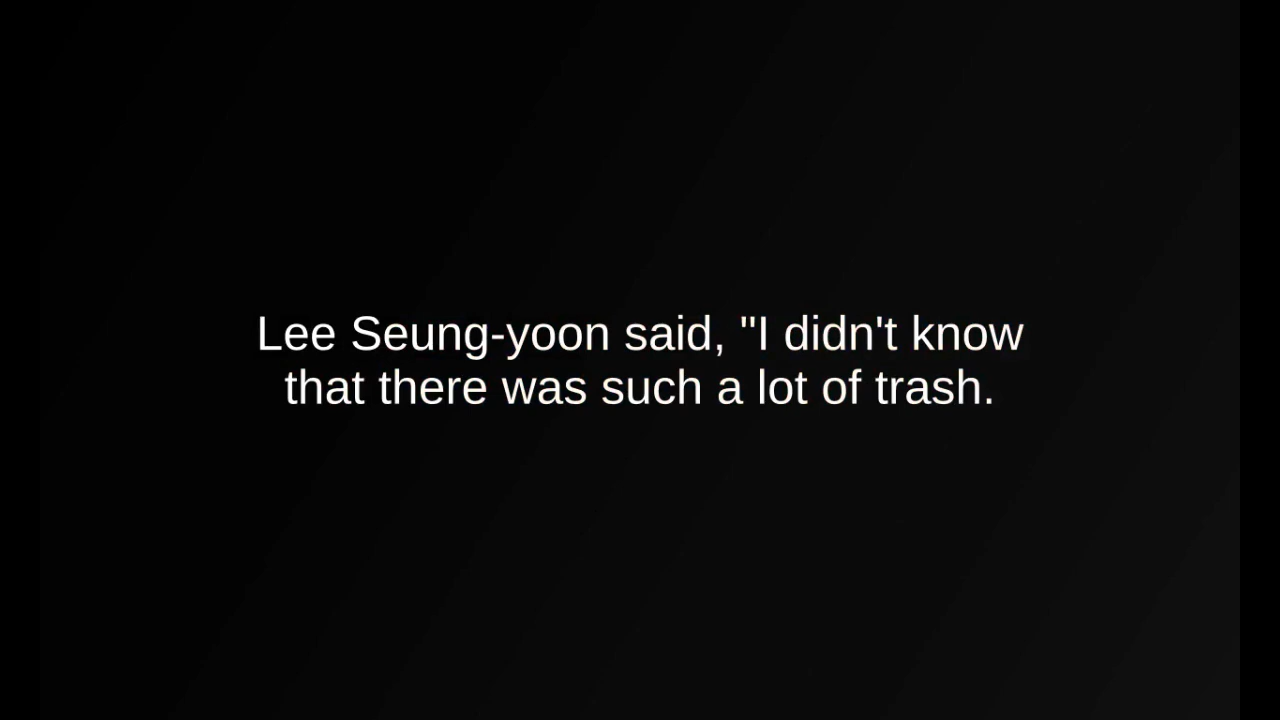 Lee Seung-yoon said, "I didn't know
that there was such a lot of trash.